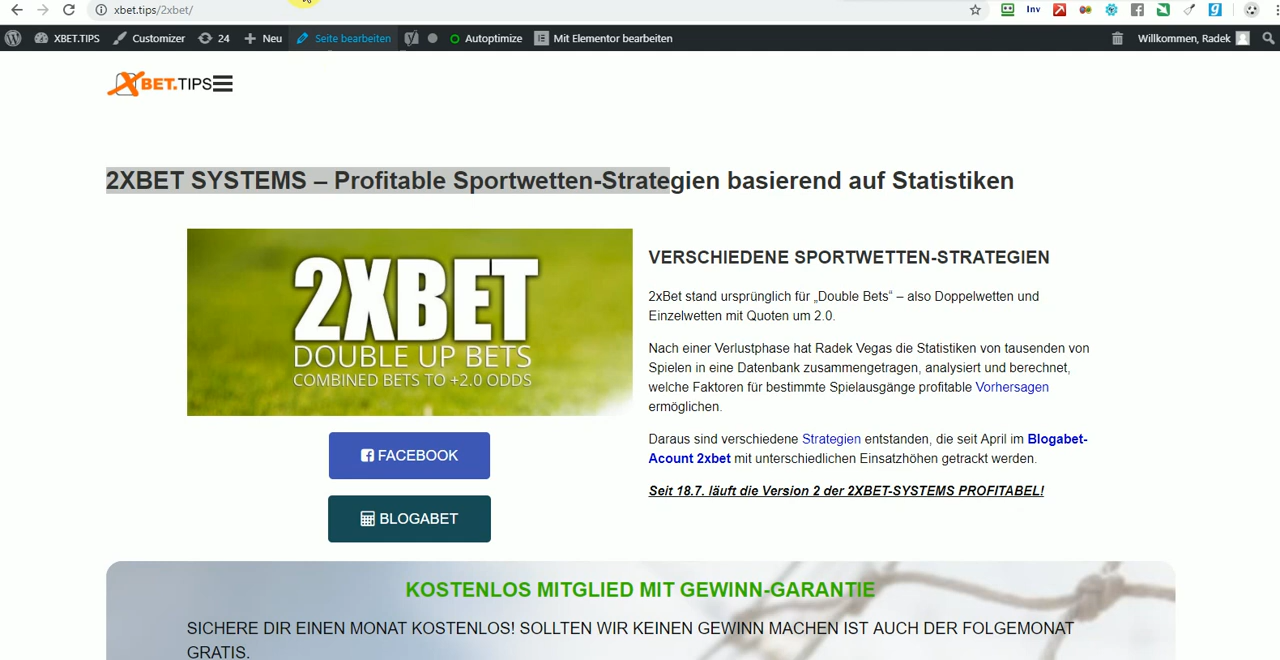 xbet.tips/2xbet/
Inv
XBET.TIPS Customizer 24 Neu Seite bearbeiten Autoptimize Mit Elementor bearbeiten Willkommen, Radek
XBET.TIPS
2XBET SYSTEMS – Profitable Sportwetten-Strategien basierend auf Statistiken
2XBET
DOUBLE UP BETS
COMBINED BETS TO +2.0 ODDS
FACEBOOK
BLOGABET
VERSCHIEDENE SPORTWETTEN-STRATEGIEN
2xBet stand ursprünglich für „Double Bets“ – also Doppelwetten und
Einzelwetten mit Quoten um 2.0.
Nach einer Verlustphase hat Radek Vegas die Statistiken von tausenden von
Spielen in eine Datenbank zusammengetragen, analysiert und berechnet,
welche Faktoren für bestimmte Spielausgänge profitable Vorhersagen
ermöglichen.
Daraus sind verschiedene Strategien entstanden, die seit April im Blogabet-
Acount 2xbet mit unterschiedlichen Einsatzhöhen getrackt werden.
Seit 18.7. läuft die Version 2 der 2XBET-SYSTEMS PROFITABEL!
KOSTENLOS MITGLIED MIT GEWINN-GARANTIE
SICHERE DIR EINEN MONAT KOSTENLOS! SOLLTEN WIR KEINEN GEWINN MACHEN IST AUCH DER FOLGEMONAT
GRATIS.